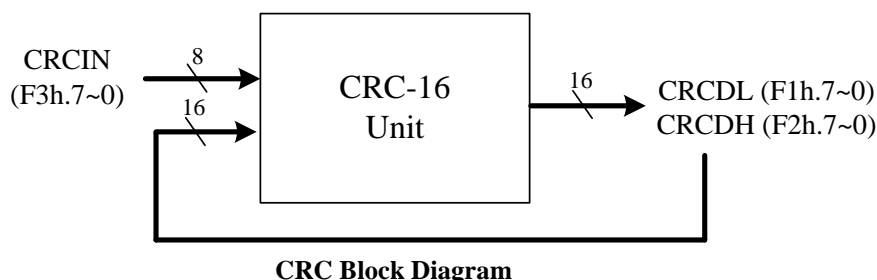 CRCIN
(F3h.7~0)
8
16
CRC-16
Unit
16
CRCDL (F1h.7~0)
CRCDH (F2h.7~0)
CRC Block Diagram